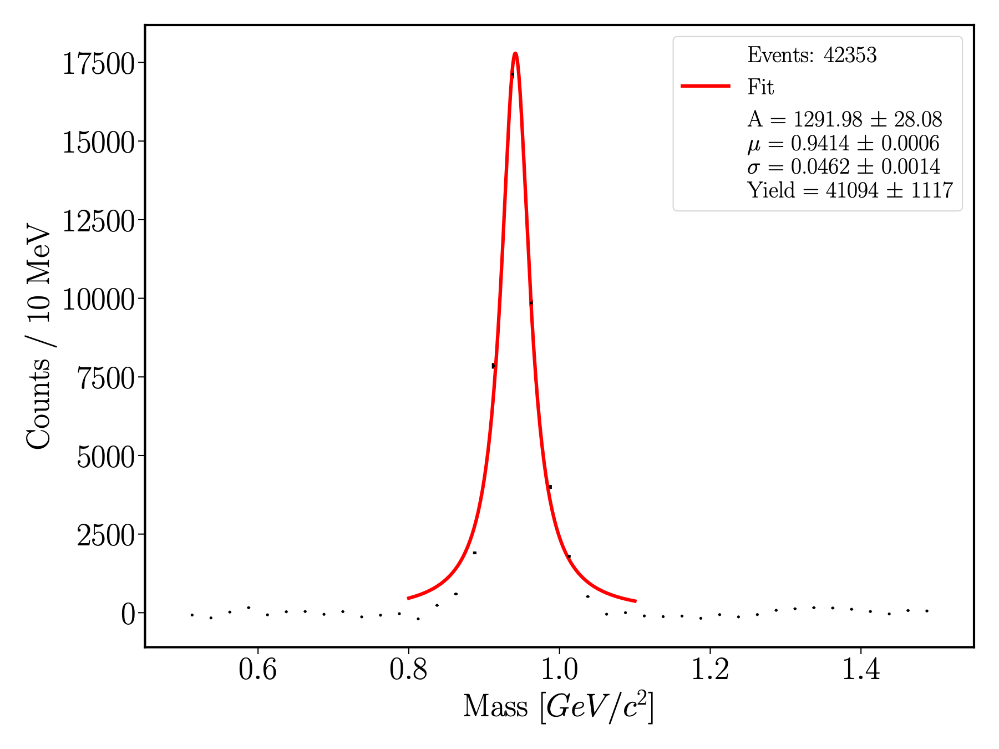 Events: 42353
Fit
A = 1291.98 ± 28.08
μ = 0.9414 ± 0.0006
σ = 0.0462 ± 0.0014
Yield = 41094 ± 1117
Counts / 10 MeV
17500
15000
12500
10000
7500
5000
2500
0
0.6 0.8 1.0 1.2 1.4
Mass [GeV/c²]